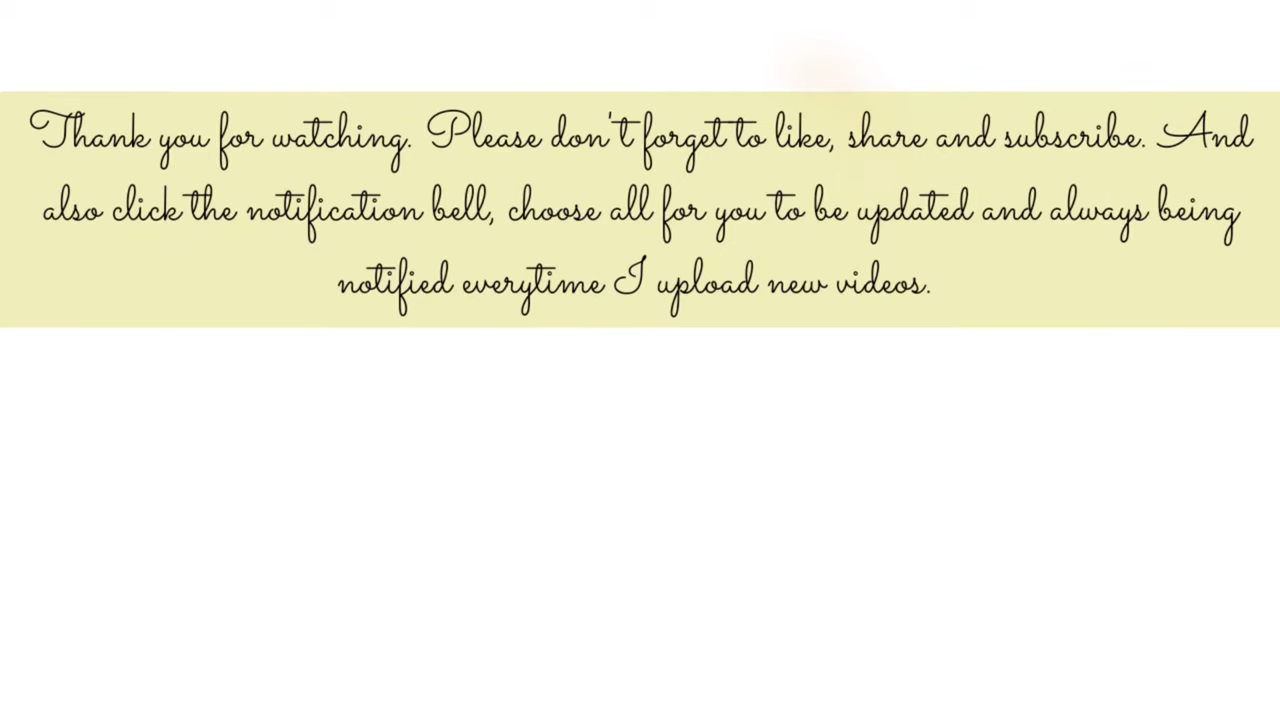 Thank you for watching. Please don't forget to like, share and subscribe. And
also click the notification bell, choose all for you to be updated and always being
notified everytime I upload new videos.